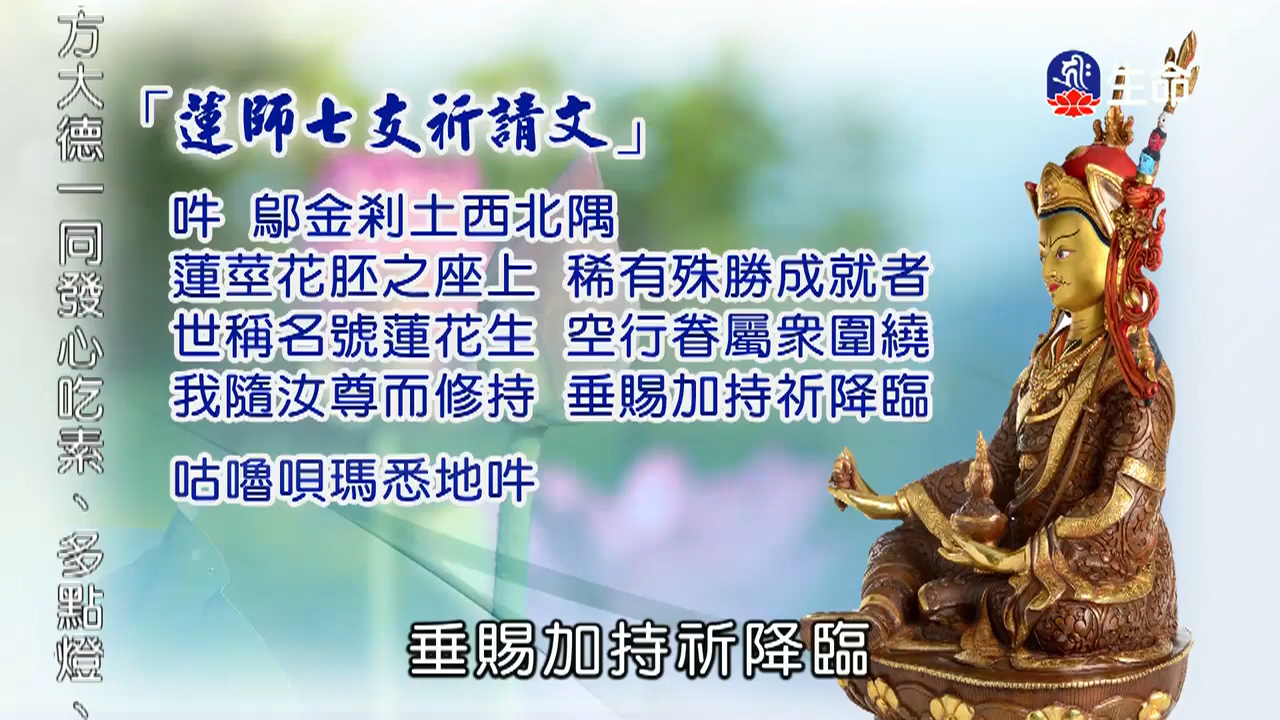 方大德一同發心吃素、多點燈、
「蓮師七支祈請文」
生命
吽 鄔金剎土西北隅
蓮莖花胚之座上 稀有殊勝成就者
世稱名號蓮花生 空行眷屬眾圍繞
我隨汝尊而修持 垂賜加持祈降臨
咕嚕唄瑪悉地吽
垂賜加持祈降臨